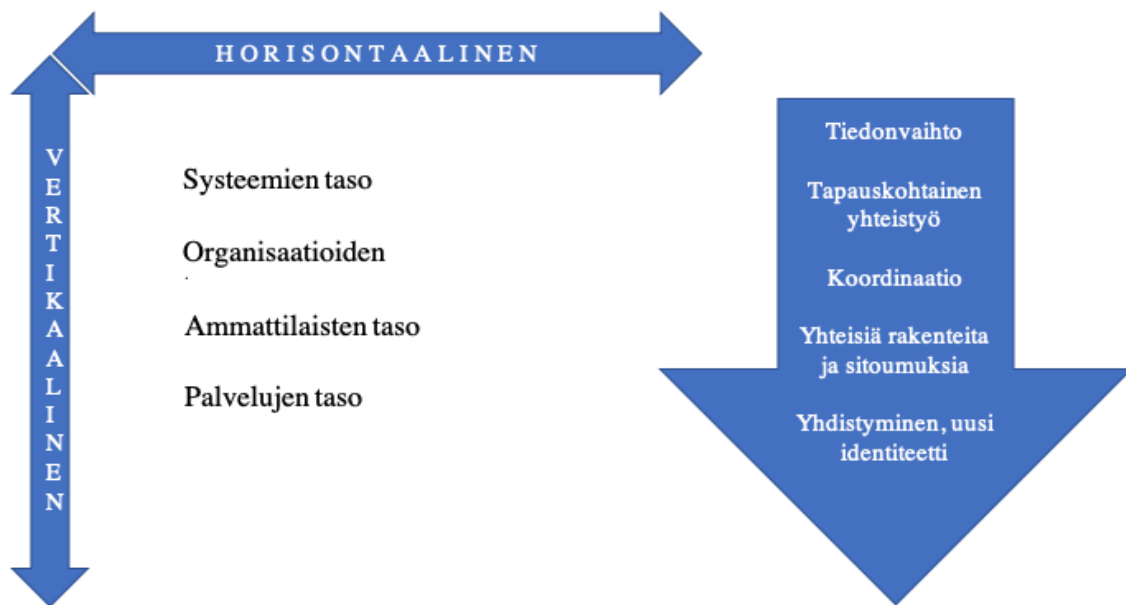 HORISONTAALINEN
VERTIKAALINEN
Systeemien taso
Organisaatioiden
.
Ammattilaisten taso
Palvelujen taso
Tiedonvaihto
Tapauskohtainen
yhteistyö
Koordinaatio
Yhteisiä rakenteita
ja sitoumuksia
Yhdistyminen, uusi
identiteetti